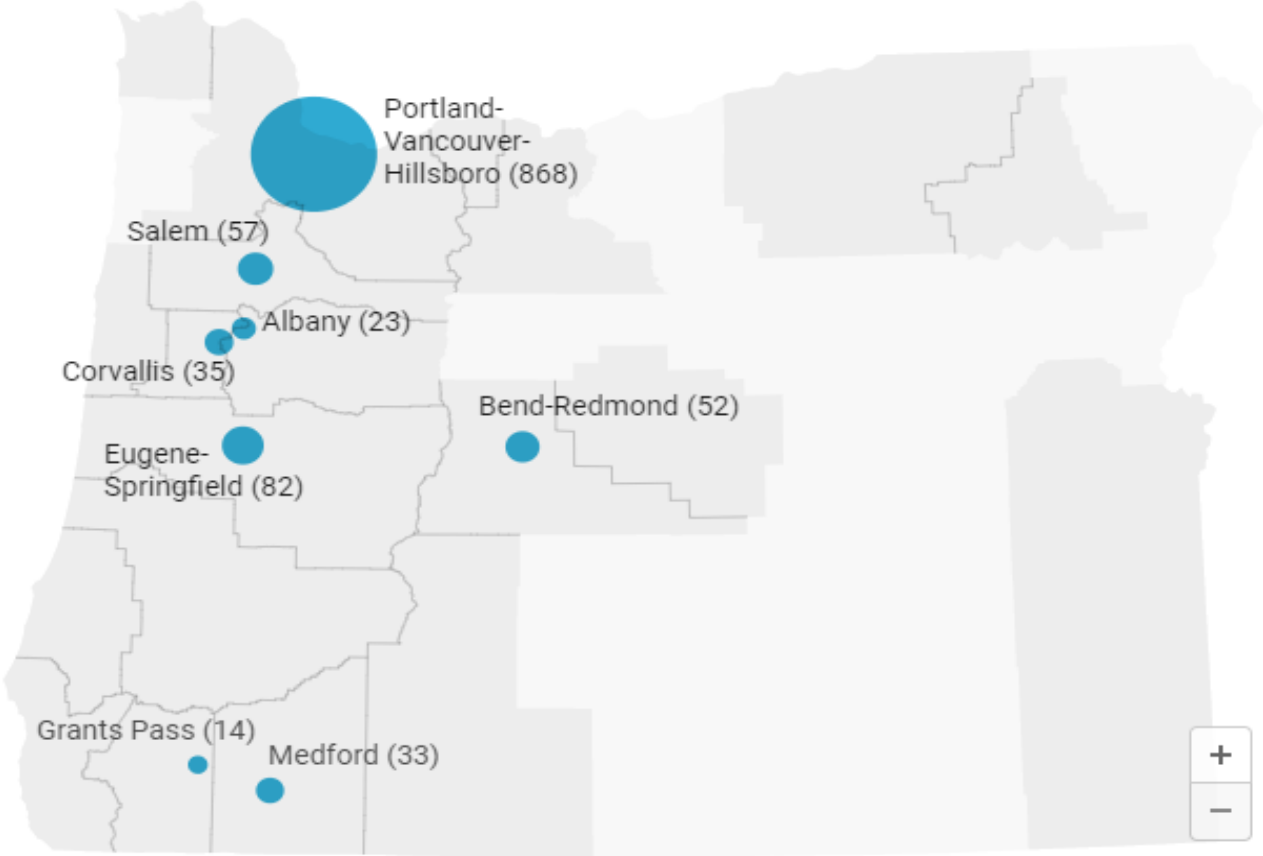 Portland-
Vancouver-
Hillsboro (868)
Salem (57)
Albany (23)
Corvallis (35)
Bend-Redmond (52)
Eugene-
Springfield (82)
Grants Pass (14)
Medford (33)
+
−